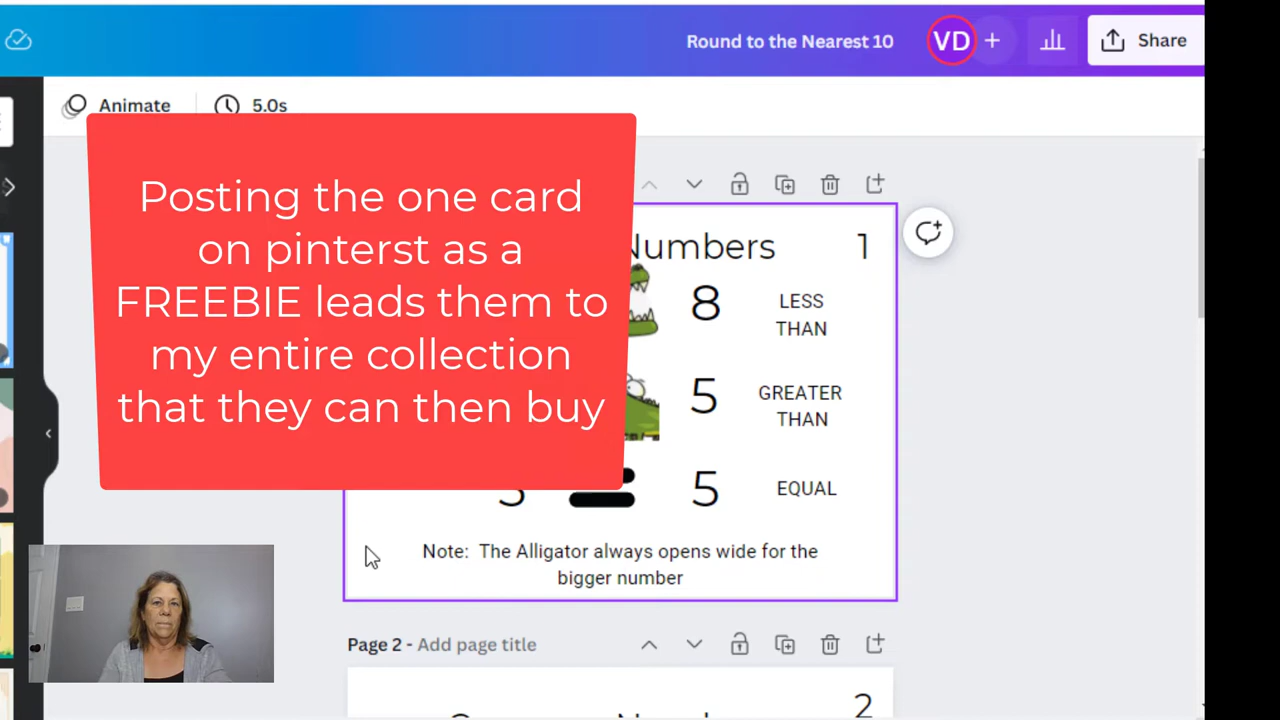 Round to the Nearest 10
VD
Share
Animate
5.0s
Posting the one card
on pinterst as a
FREEBIE leads them to
my entire collection
that they can then buy
Numbers 1
8 LESS
THAN
5 GREATER
THAN
5 = 5 EQUAL
Note: The Alligator always opens wide for the
bigger number
Page 2 - Add page title
2